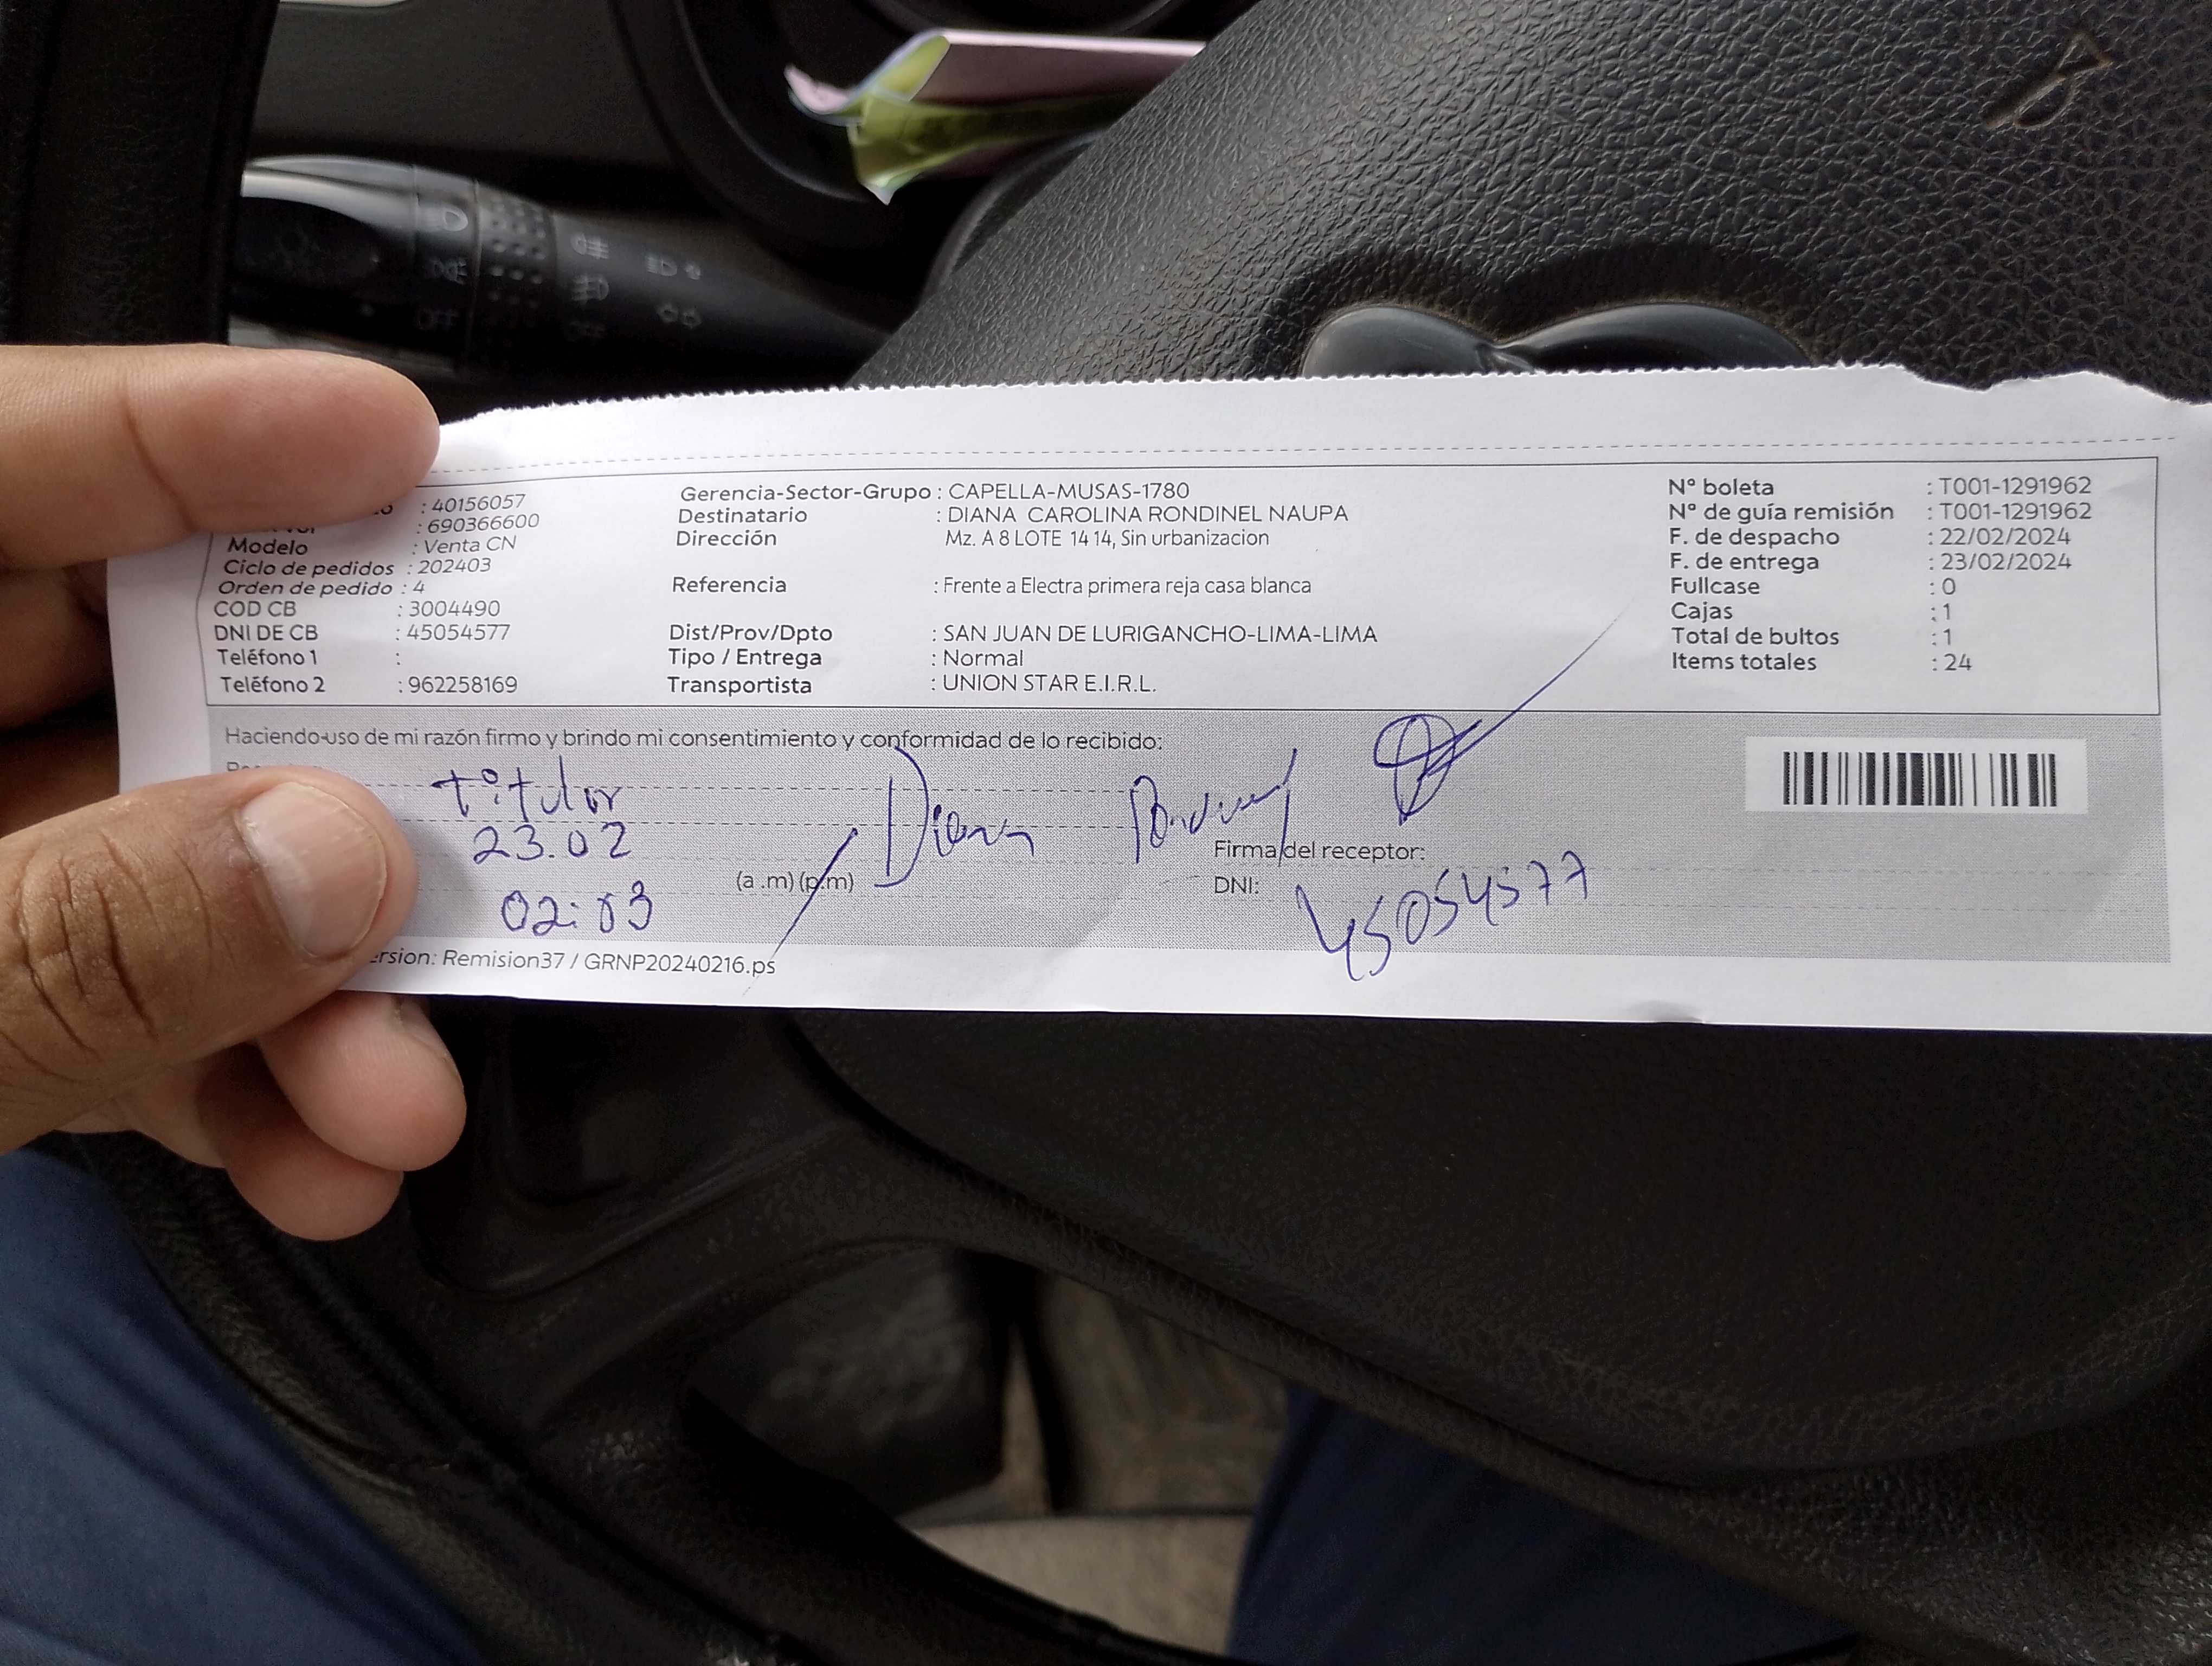 : 40156057
: 690366600
Modelo : Venta CN
Ciclo de pedidos : 202403
Orden de pedido : 4
COD CB : 3004490
DNI DE CB : 45054577
Teléfono 1 :
Teléfono 2 : 962258169
Gerencia-Sector-Grupo : CAPELLA-MUSAS-1780
Destinatario : DIANA CAROLINA RONDINEL NAUPA
Dirección Mz. A 8 LOTE 14 14, Sin urbanizacion
Referencia : Frente a Electra primera reja casa blanca
Dist/Prov/Dpto : SAN JUAN DE LURIGANCHO-LIMA-LIMA
Tipo / Entrega : Normal
Transportista : UNION STAR E.I.R.L.
N° boleta : T001-1291962
N° de guía remisión : T001-1291962
F. de despacho : 22/02/2024
F. de entrega : 23/02/2024
Fullcase : 0
Cajas : 1
Total de bultos : 1
Items totales : 24
Haciendo uso de mi razón firmo y brindo mi consentimiento y conformidad de lo recibido:
titular
23.02
02:03 (a .m) (p.m)
Diana
Firma del receptor:
DNI: 45054577
ersion: Remision37 / GRNP20240216.ps
OFF
OFF